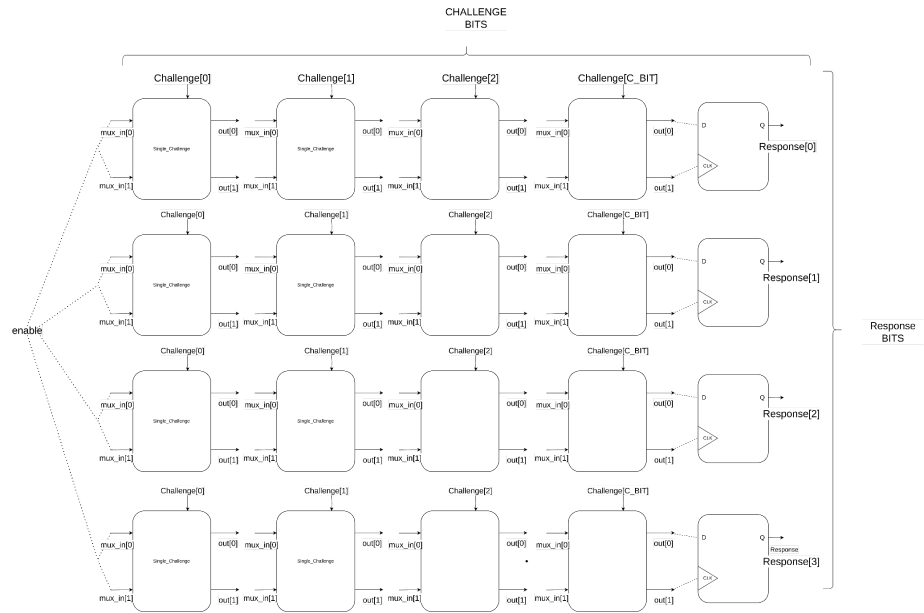 CHALLENGE
BITS
Challenge[0] Challenge[1] Challenge[2] Challenge[C_BIT]
mux_in[0] out[0] mux_in[0] out[0] mux_in[0] out[0] mux_in[0] out[0] D Q
Single_Challenge Single_Challenge Response[0]
CLK
mux_in[1] out[1] mux_in[1] out[1] mux_in[1] out[1] mux_in[1] out[1]
Challenge[0] Challenge[1] Challenge[2] Challenge[C_BIT]
mux_in[0] out[0] mux_in[0] out[0] mux_in[0] out[0] mux_in[0] out[0] D Q
Single_Challenge Single_Challenge Response[1]
CLK
mux_in[1] out[1] mux_in[1] out[1] mux_in[1] out[1] mux_in[1] out[1]
enable
Response
BITS
Challenge[0] Challenge[1] Challenge[2] Challenge[C_BIT]
mux_in[0] out[0] mux_in[0] out[0] mux_in[0] out[0] mux_in[0] out[0] D Q
Single_Challenge Single_Challenge Response[2]
CLK
mux_in[1] out[1] mux_in[1] out[1] mux_in[1] out[1] mux_in[1] out[1]
Challenge[0] Challenge[1] Challenge[2] Challenge[C_BIT]
mux_in[0] out[0] mux_in[0] out[0] mux_in[0] out[0] mux_in[0] out[0] D Q
Response
Single_Challenge Single_Challenge Response[3]
CLK
mux_in[1] out[1] mux_in[1] out[1] mux_in[1] out[1] mux_in[1] out[1]